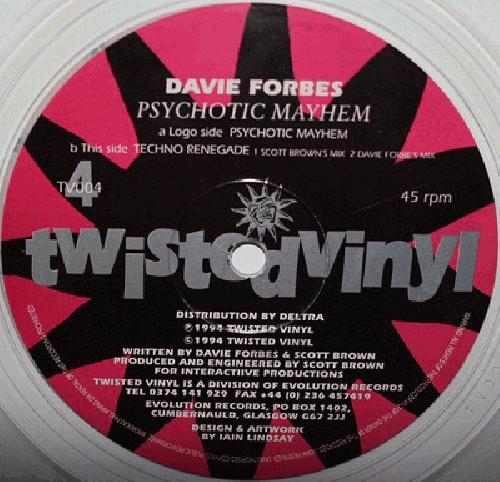 DAVIE FORBES
PSYCHOTIC MAYHEM
a Logo side PSYCHOTIC MAYHEM
b This side TECHNO RENEGADE 1 SCOTT BROWN'S MIX 2 DAVIE FORBE'S MIX
4
TV004
45 rpm
twistedvinyl
DISTRIBUTION BY DELTRA
℗ 1994 TWISTED VINYL
© 1994 TWISTED VINYL
WRITTEN BY DAVIE FORBES & SCOTT BROWN
PRODUCED AND ENGINEERED BY SCOTT BROWN
FOR INTERACTIVE PRODUCTIONS
TWISTED VINYL IS A DIVISION OF EVOLUTION RECORDS
TEL 0374 141 929 FAX +44 (0) 236 457419
EVOLUTION RECORDS, PO BOX 1402,
CUMBERNAULD, GLASGOW G67 2JJ
DESIGN & ARTWORK
BY IAIN LINDSAY